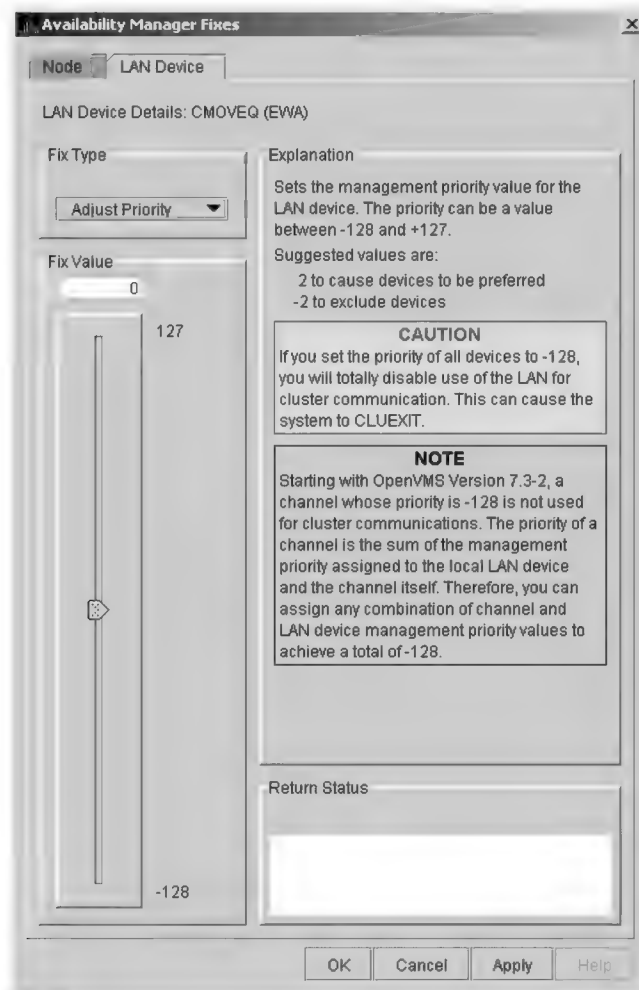 Availability Manager Fixes
Node
LAN Device
LAN Device Details: CMOVEQ (EWA)
Fix Type
Adjust Priority
Fix Value
0
127
-128
Explanation
Sets the management priority value for the
LAN device. The priority can be a value
between -128 and +127.
Suggested values are:
2 to cause devices to be preferred
-2 to exclude devices
CAUTION
If you set the priority of all devices to -128,
you will totally disable use of the LAN for
cluster communication. This can cause the
system to CLUEXIT.
NOTE
Starting with OpenVMS Version 7.3-2, a
channel whose priority is -128 is not used
for cluster communications. The priority of a
channel is the sum of the management
priority assigned to the local LAN device
and the channel itself. Therefore, you can
assign any combination of channel and
LAN device management priority values to
achieve a total of -128.
Return Status
OK
Cancel
Apply
Help